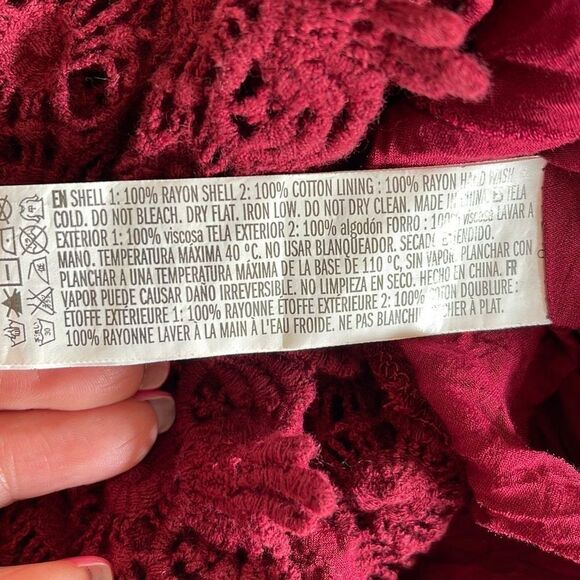 EN SHELL 1: 100% RAYON SHELL 2: 100% COTTON LINING : 100% RAYON HAND WASH
COLD. DO NOT BLEACH. DRY FLAT. IRON LOW. DO NOT DRY CLEAN. MADE IN CHINA. ES TELA
EXTERIOR 1: 100% viscosa TELA EXTERIOR 2: 100% algodón FORRO : 100% viscosa LAVAR A
MANO. TEMPERATURA MÁXIMA 40 °C. NO USAR BLANQUEADOR. SECADO TENDIDO.
PLANCHAR A UNA TEMPERATURA MÁXIMA DE LA BASE DE 110 °C, SIN VAPOR. PLANCHAR CON
VAPOR PUEDE CAUSAR DAÑO IRREVERSIBLE. NO LIMPIEZA EN SECO. HECHO EN CHINA. FR
ÉTOFFE EXTÉRIEURE 1: 100% RAYONNE ÉTOFFE EXTÉRIEURE 2: 100% COTON DOUBLURE :
100% RAYONNE LAVER À LA MAIN À L'EAU FROIDE. NE PAS BLANCHIR. SÉCHER À PLAT.